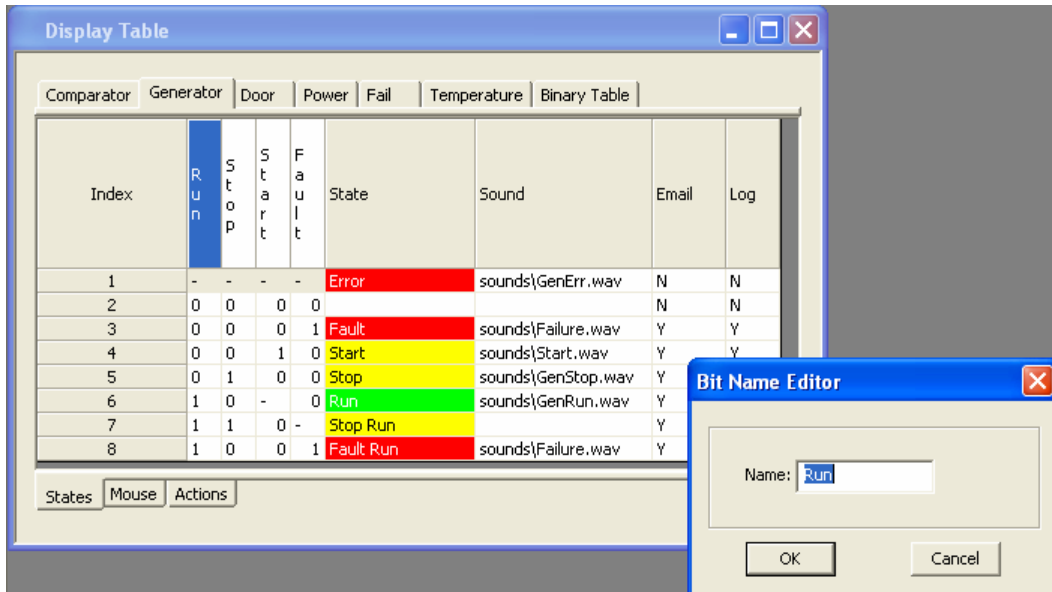 Display Table
Comparator Generator Door Power Fail Temperature Binary Table
Index Run Stop Start Fault State Sound Email Log
1 - - - - Error sounds\GenErr.wav N N
2 0 0 0 0 N N
3 0 0 0 1 Fault sounds\Failure.wav Y Y
4 0 0 1 0 Start sounds\Start.wav Y Y
5 0 1 0 0 Stop sounds\GenStop.wav Y
6 1 0 - 0 Run sounds\GenRun.wav Y
7 1 1 0 - Stop Run Y
8 1 0 0 1 Fault Run sounds\Failure.wav Y
States Mouse Actions
Bit Name Editor
Name: Run
OK Cancel